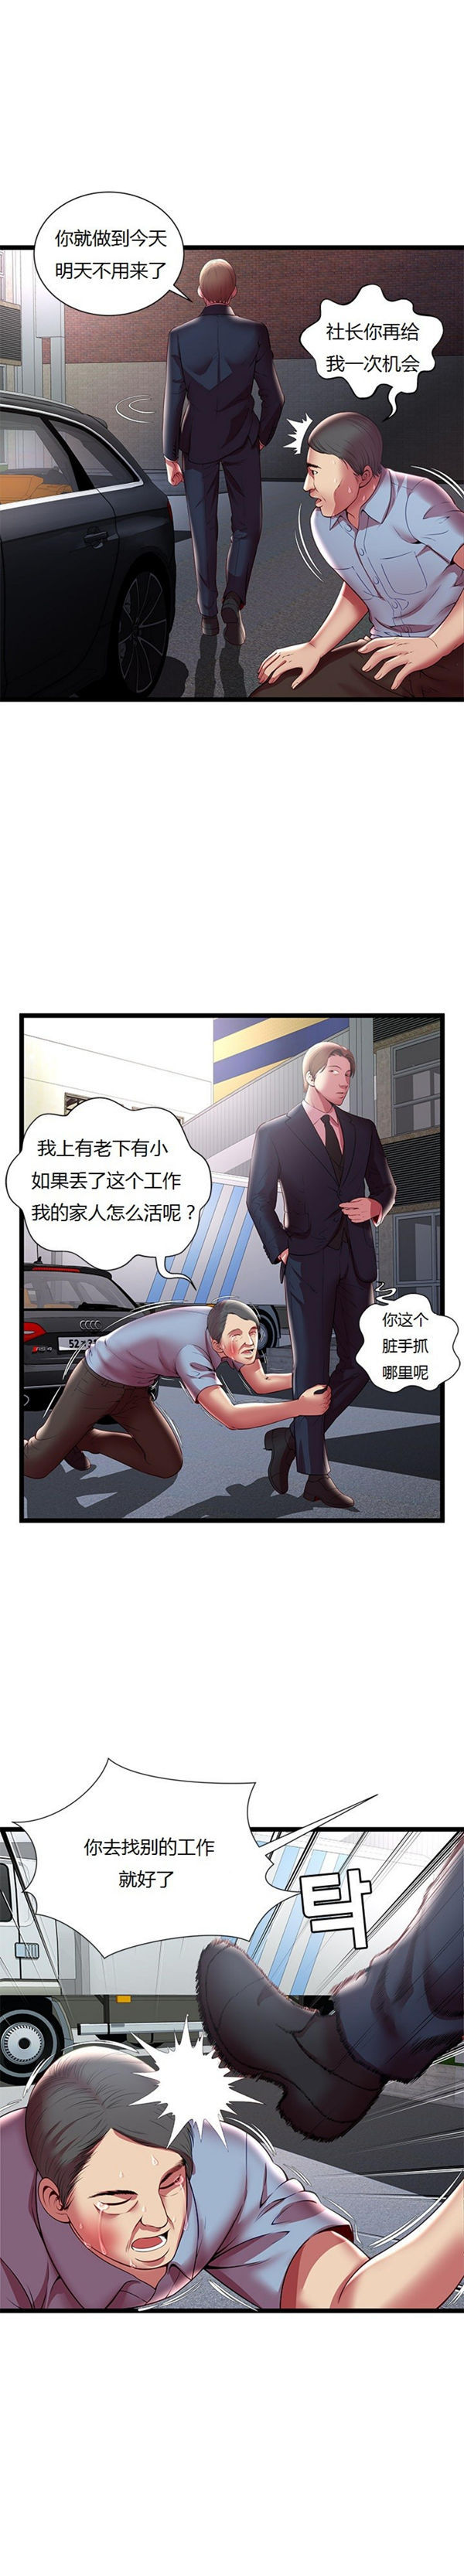 你就做到今天
明天不用来了
社长你再给
我一次机会
我上有老下有小
如果丢了这个工作
我的家人怎么活呢？
你这个
脏手抓
哪里呢
你去找别的工作
就好了
탁